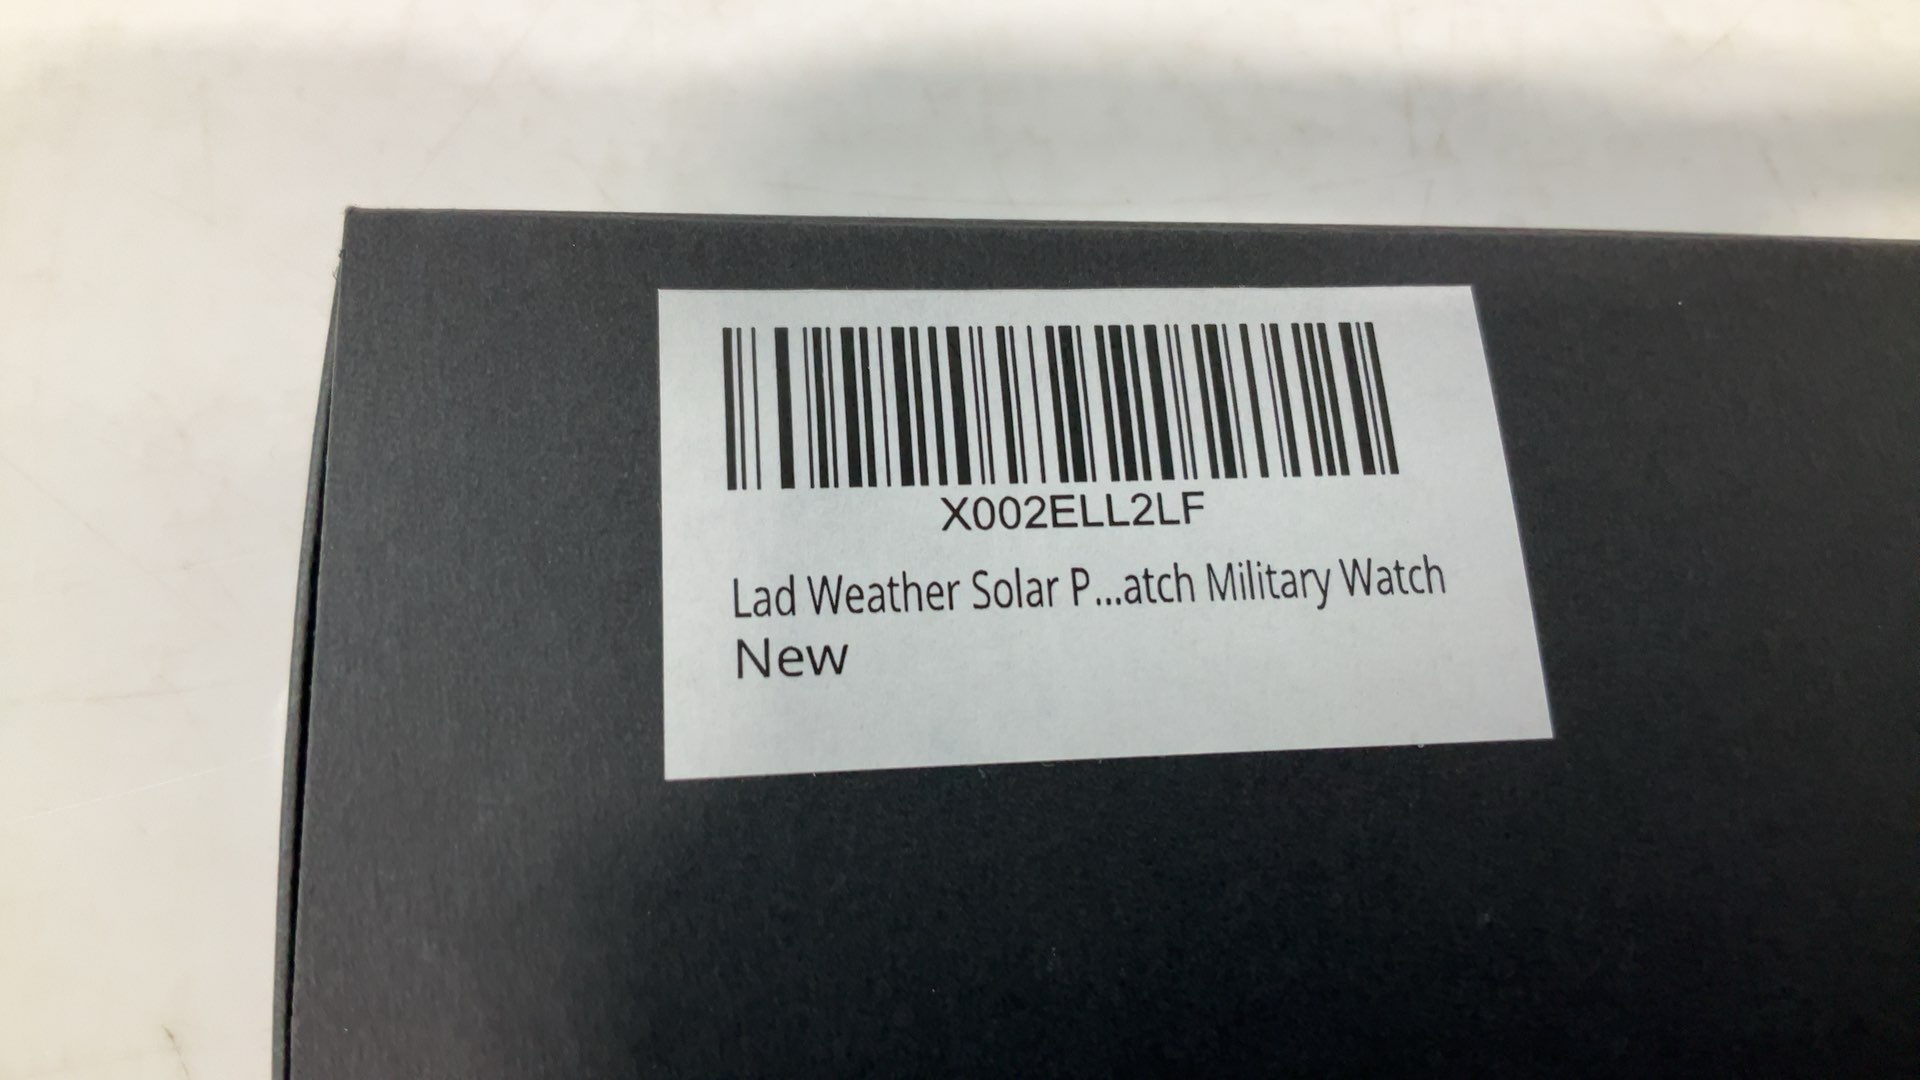 X002ELL2LF
Lad Weather Solar P...atch Military Watch
New